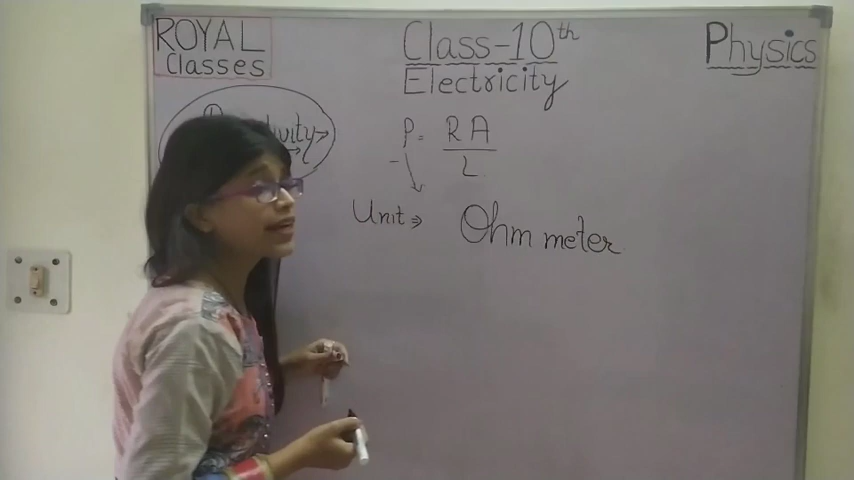 ROYAL
Classes
Class-10th
Electricity
Physics
ρ = RA
L
Unit ⇒ Ohm meter